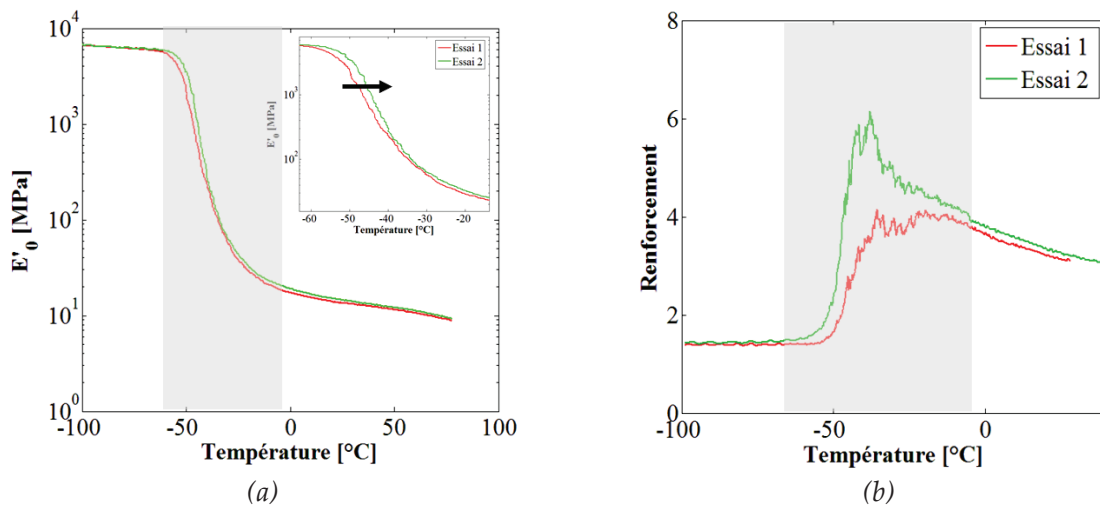 10^4
10^3
10^2
10^1
10^0
E'_0 [MPa]
-100
-50
0
50
100
Température [°C]
Essai 1
Essai 2
10^3
10^2
E'_0 [MPa]
-60
-50
-40
-30
-20
Température [°C]
(a)
8
6
4
2
0
Renforcement
-100
-50
0
Température [°C]
Essai 1
Essai 2
(b)